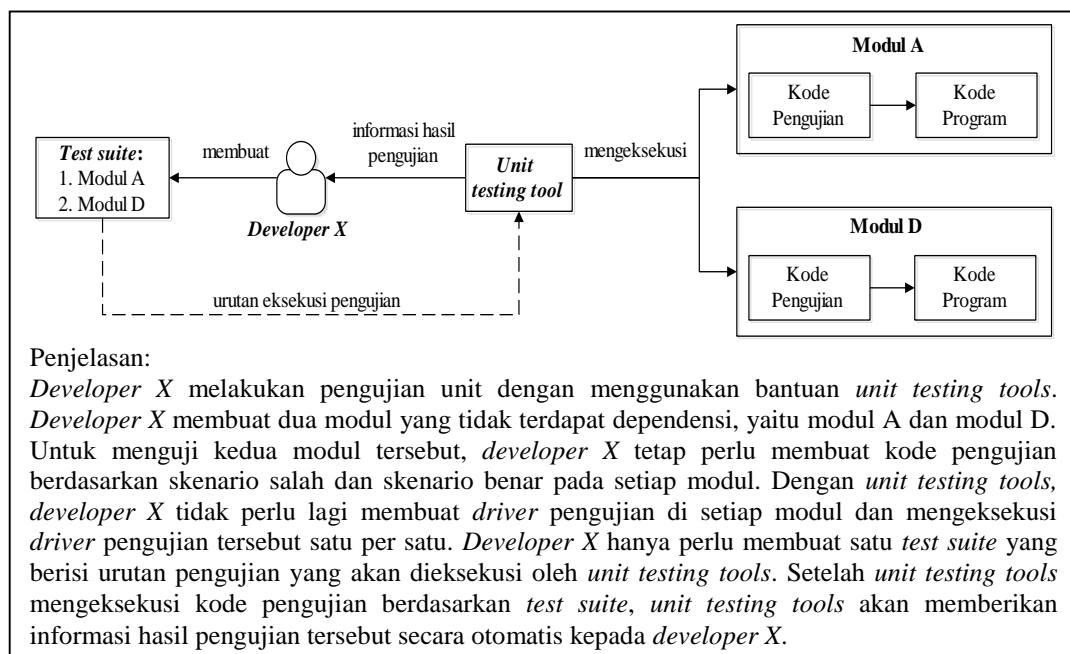 Modul A
Kode
Pengujian
Kode
Program
Test suite:
1. Modul A
2. Modul D
membuat
Developer X
informasi hasil
pengujian
Unit
testing tool
mengeksekusi
Modul D
Kode
Pengujian
Kode
Program
urutan eksekusi pengujian
Penjelasan:
Developer X melakukan pengujian unit dengan menggunakan bantuan unit testing tools.
Developer X membuat dua modul yang tidak terdapat dependensi, yaitu modul A dan modul D.
Untuk menguji kedua modul tersebut, developer X tetap perlu membuat kode pengujian
berdasarkan skenario salah dan skenario benar pada setiap modul. Dengan unit testing tools,
developer X tidak perlu lagi membuat driver pengujian di setiap modul dan mengeksekusi
driver pengujian tersebut satu per satu. Developer X hanya perlu membuat satu test suite yang
berisi urutan pengujian yang akan dieksekusi oleh unit testing tools. Setelah unit testing tools
mengeksekusi kode pengujian berdasarkan test suite, unit testing tools akan memberikan
informasi hasil pengujian tersebut secara otomatis kepada developer X.